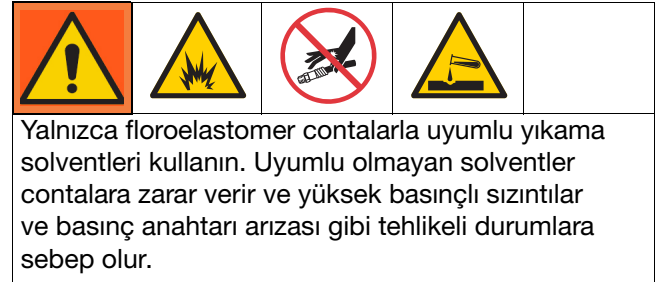 Yalnızca floroelastomer contalarla uyumlu yıkama
solventleri kullanın. Uyumlu olmayan solventler
contalara zarar verir ve yüksek basınçlı sızıntılar
ve basınç anahtarı arızası gibi tehlikeli durumlara
sebep olur.